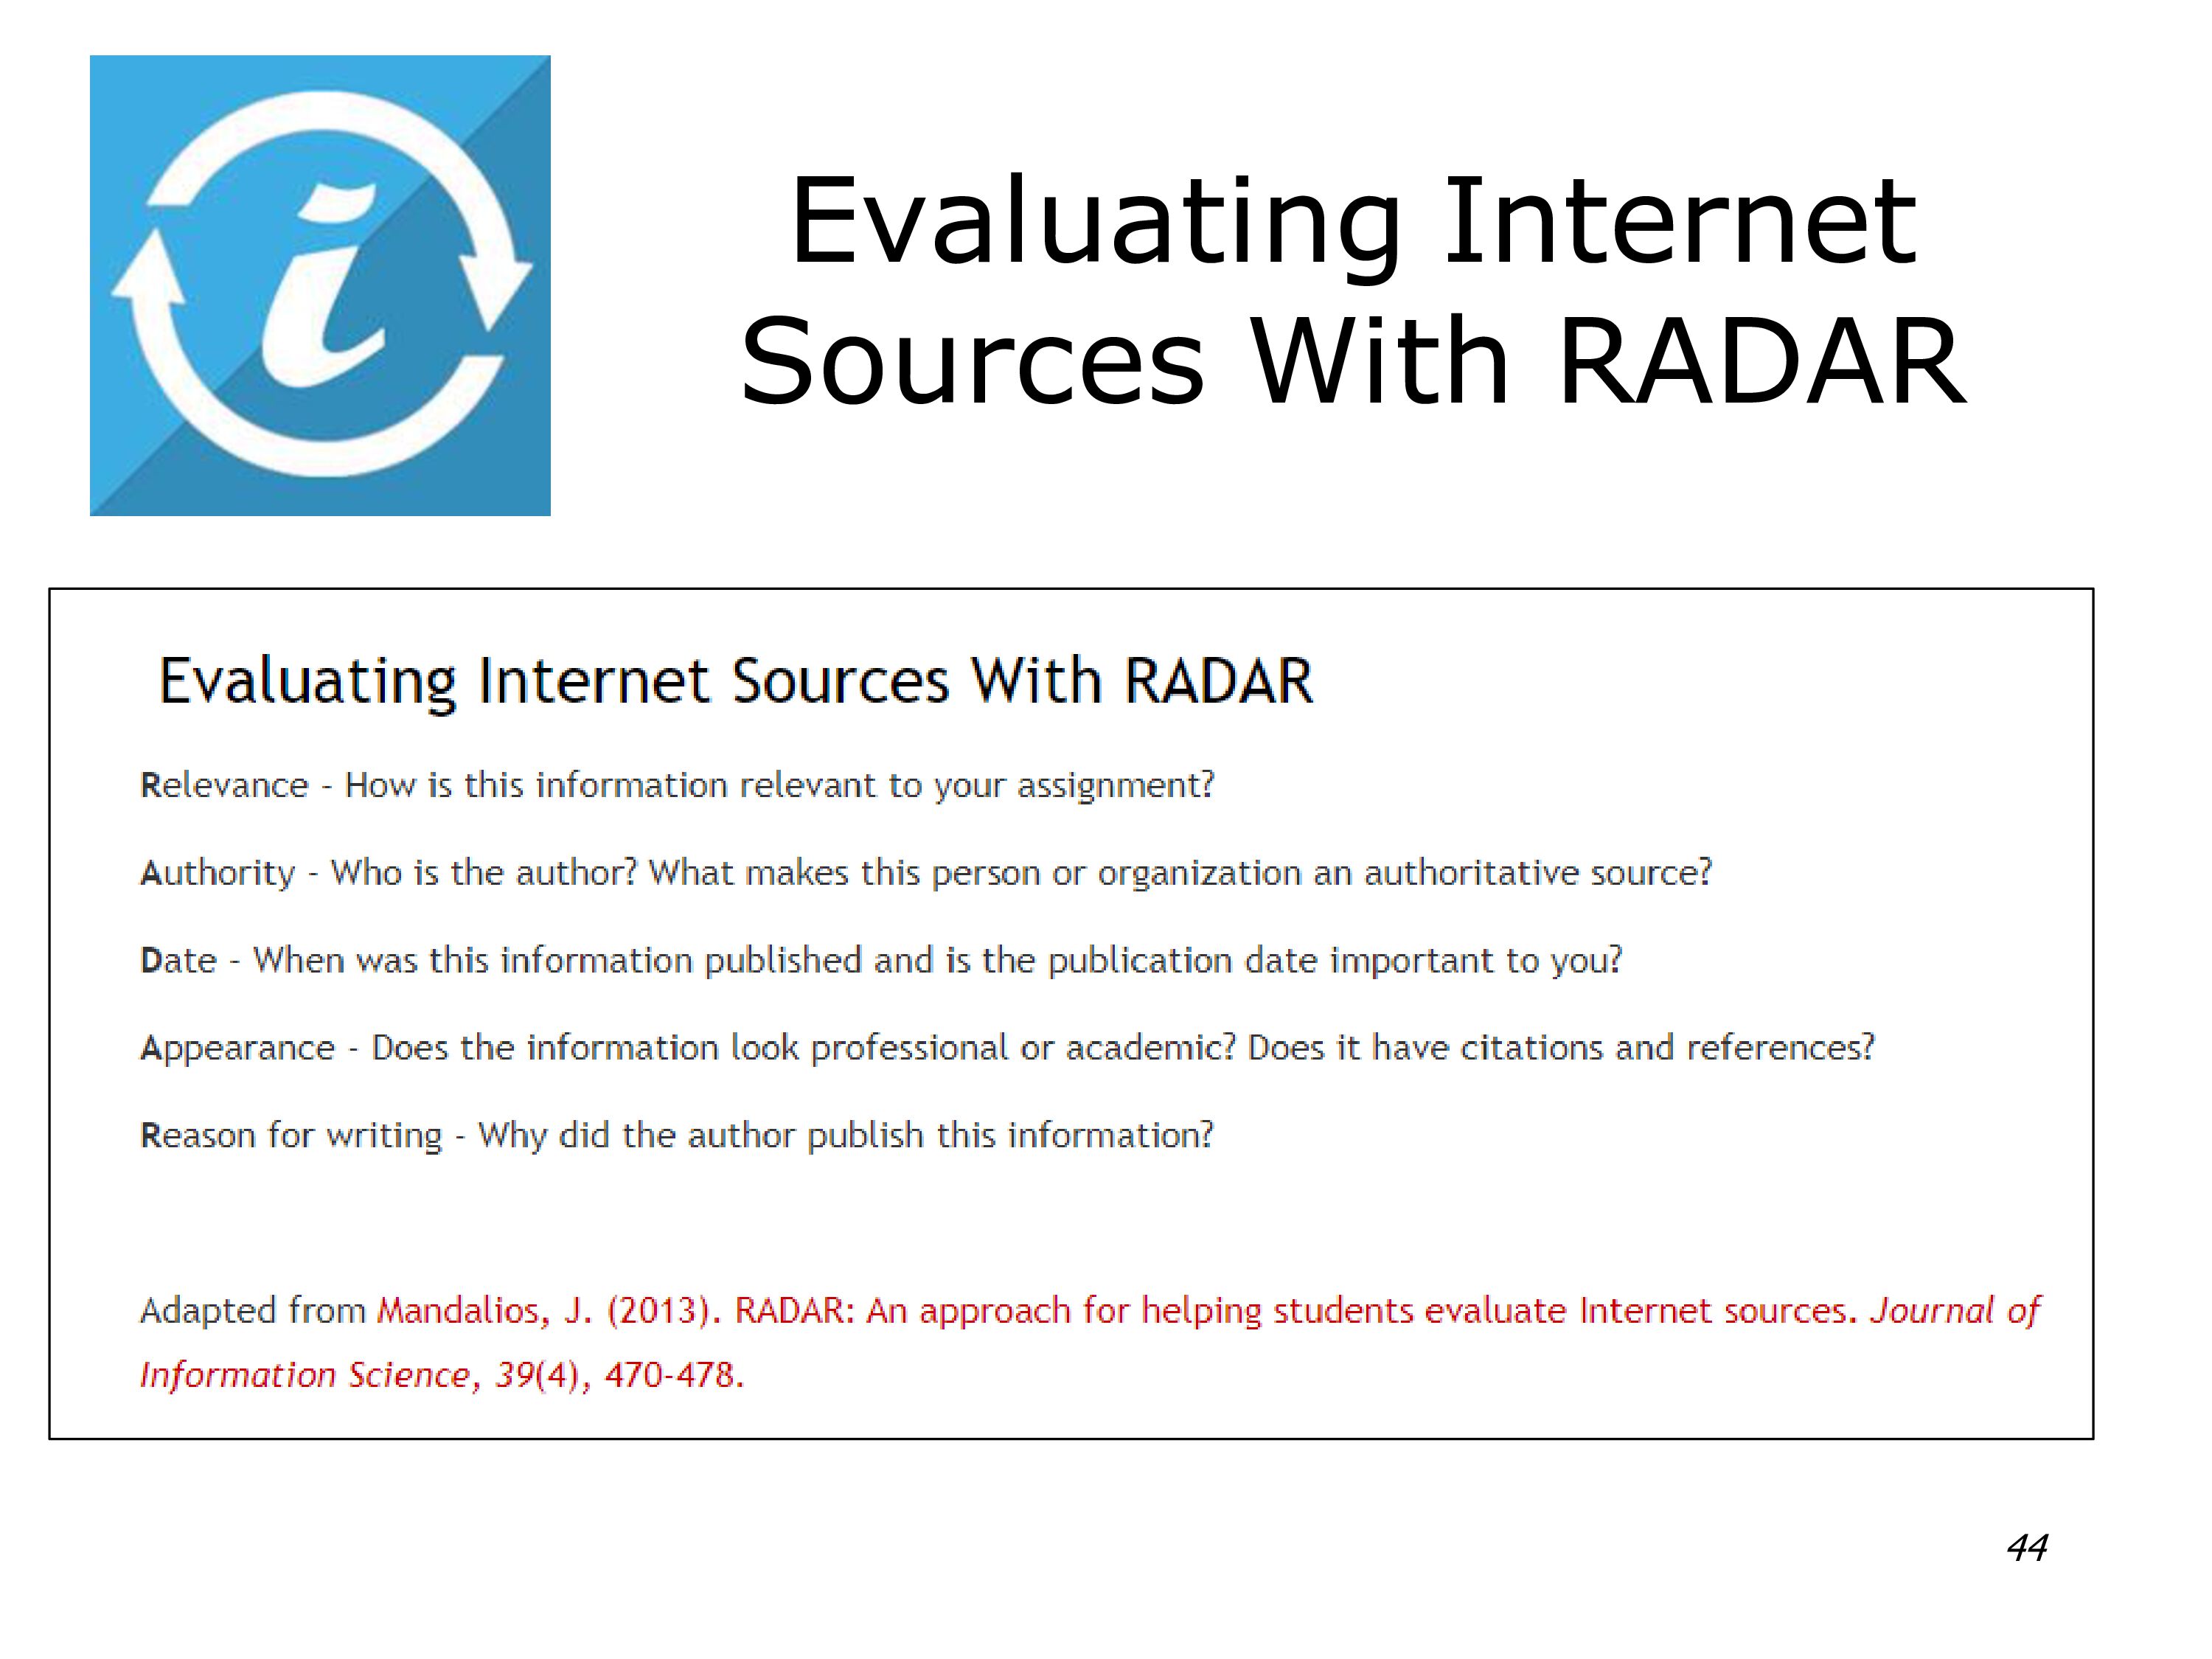 i
Evaluating Internet
Sources With RADAR
Evaluating Internet Sources With RADAR
Relevance - How is this information relevant to your assignment?
Authority - Who is the author? What makes this person or organization an authoritative source?
Date - When was this information published and is the publication date important to you?
Appearance - Does the information look professional or academic? Does it have citations and references?
Reason for writing - Why did the author publish this information?
Adapted from Mandalios, J. (2013). RADAR: An approach for helping students evaluate Internet sources. Journal of
Information Science, 39(4), 470-478.
44